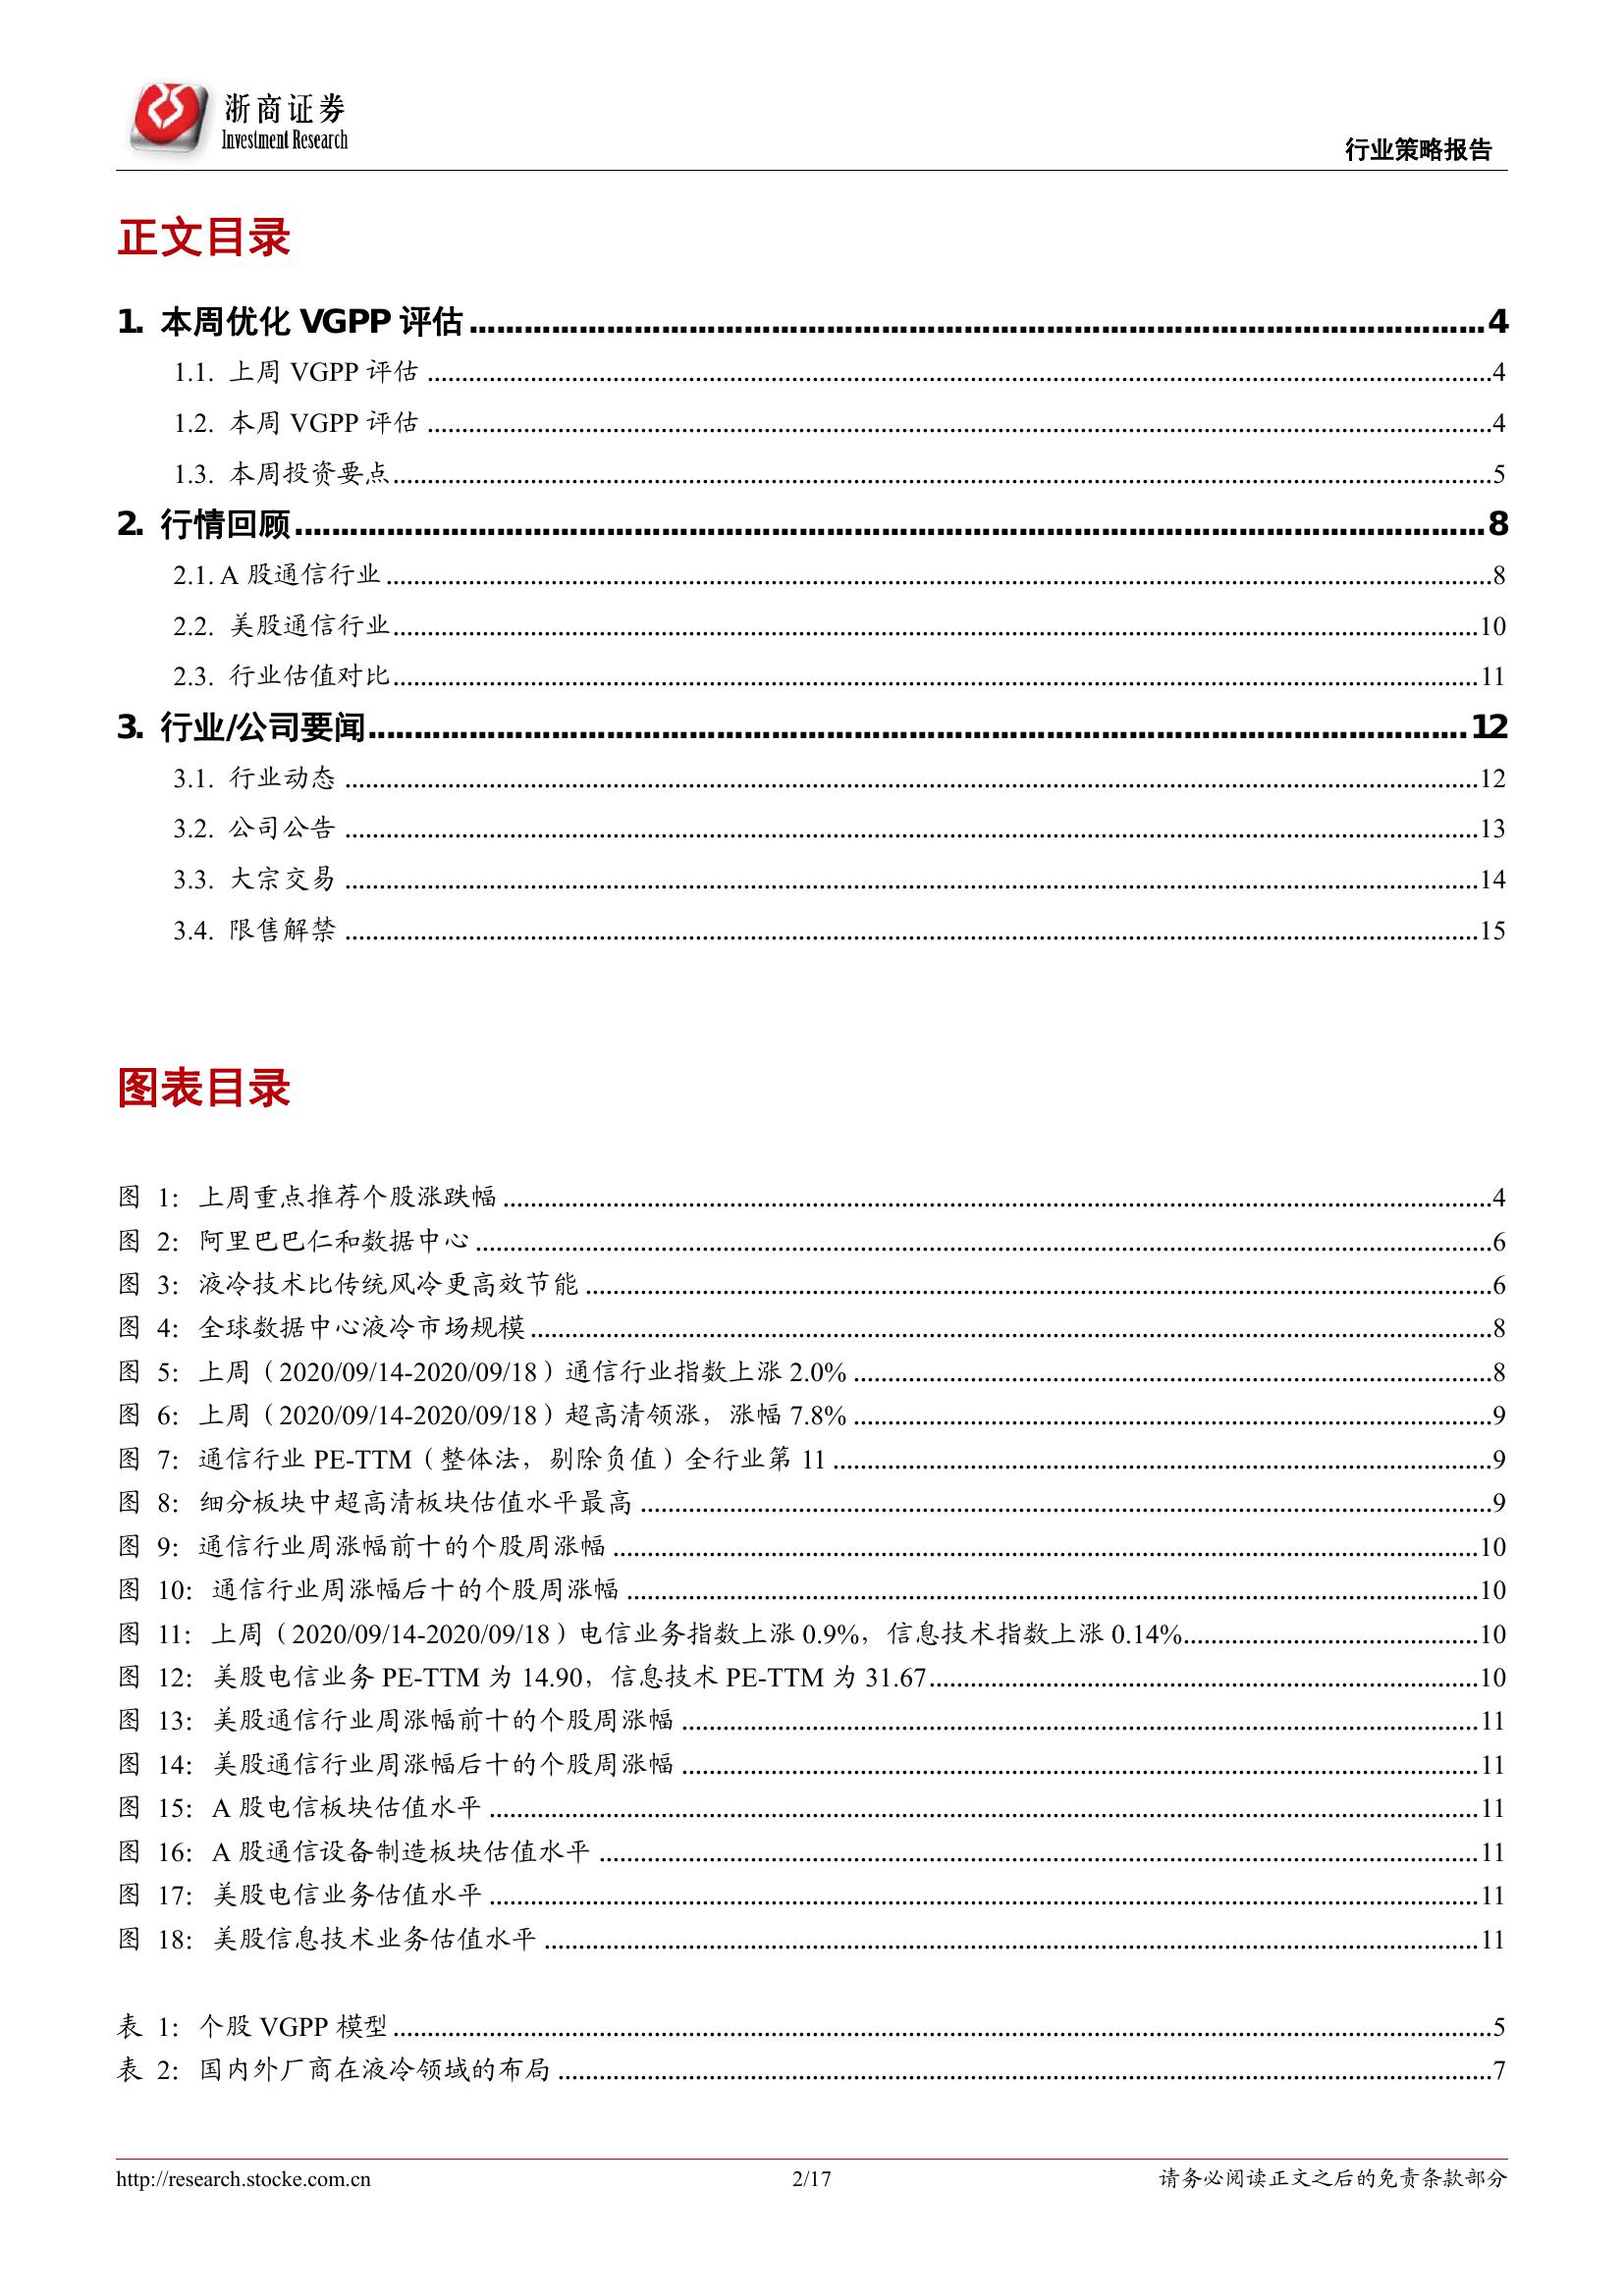 浙商证券
Investment Research
行业策略报告
正文目录
1. 本周优化 VGPP 评估......4
1.1. 上周 VGPP 评估 ......4
1.2. 本周 VGPP 评估 ......4
1.3. 本周投资要点......5
2. 行情回顾......8
2.1. A 股通信行业......8
2.2. 美股通信行业......10
2.3. 行业估值对比......11
3. 行业/公司要闻......12
3.1. 行业动态 ......12
3.2. 公司公告 ......13
3.3. 大宗交易 ......14
3.4. 限售解禁 ......15
图表目录
图 1：上周重点推荐个股涨跌幅 ......4
图 2：阿里巴巴仁和数据中心 ......6
图 3：液冷技术比传统风冷更高效节能 ......6
图 4：全球数据中心液冷市场规模 ......8
图 5：上周（2020/09/14-2020/09/18）通信行业指数上涨 2.0% ......8
图 6：上周（2020/09/14-2020/09/18）超高清领涨，涨幅 7.8% ......9
图 7：通信行业 PE-TTM（整体法，剔除负值）全行业第 11 ......9
图 8：细分板块中超高清板块估值水平最高 ......9
图 9：通信行业周涨幅前十的个股周涨幅 ......10
图 10：通信行业周涨幅后十的个股周涨幅 ......10
图 11：上周（2020/09/14-2020/09/18）电信业务指数上涨 0.9%，信息技术指数上涨 0.14%......10
图 12：美股电信业务 PE-TTM 为 14.90，信息技术 PE-TTM 为 31.67......10
图 13：美股通信行业周涨幅前十的个股周涨幅 ......11
图 14：美股通信行业周涨幅后十的个股周涨幅 ......11
图 15：A 股电信板块估值水平 ......11
图 16：A 股通信设备制造板块估值水平 ......11
图 17：美股电信业务估值水平 ......11
图 18：美股信息技术业务估值水平 ......11
表 1：个股 VGPP 模型 ......5
表 2：国内外厂商在液冷领域的布局 ......7
http://research.stocke.com.cn
2/17
请务必阅读正文之后的免责条款部分